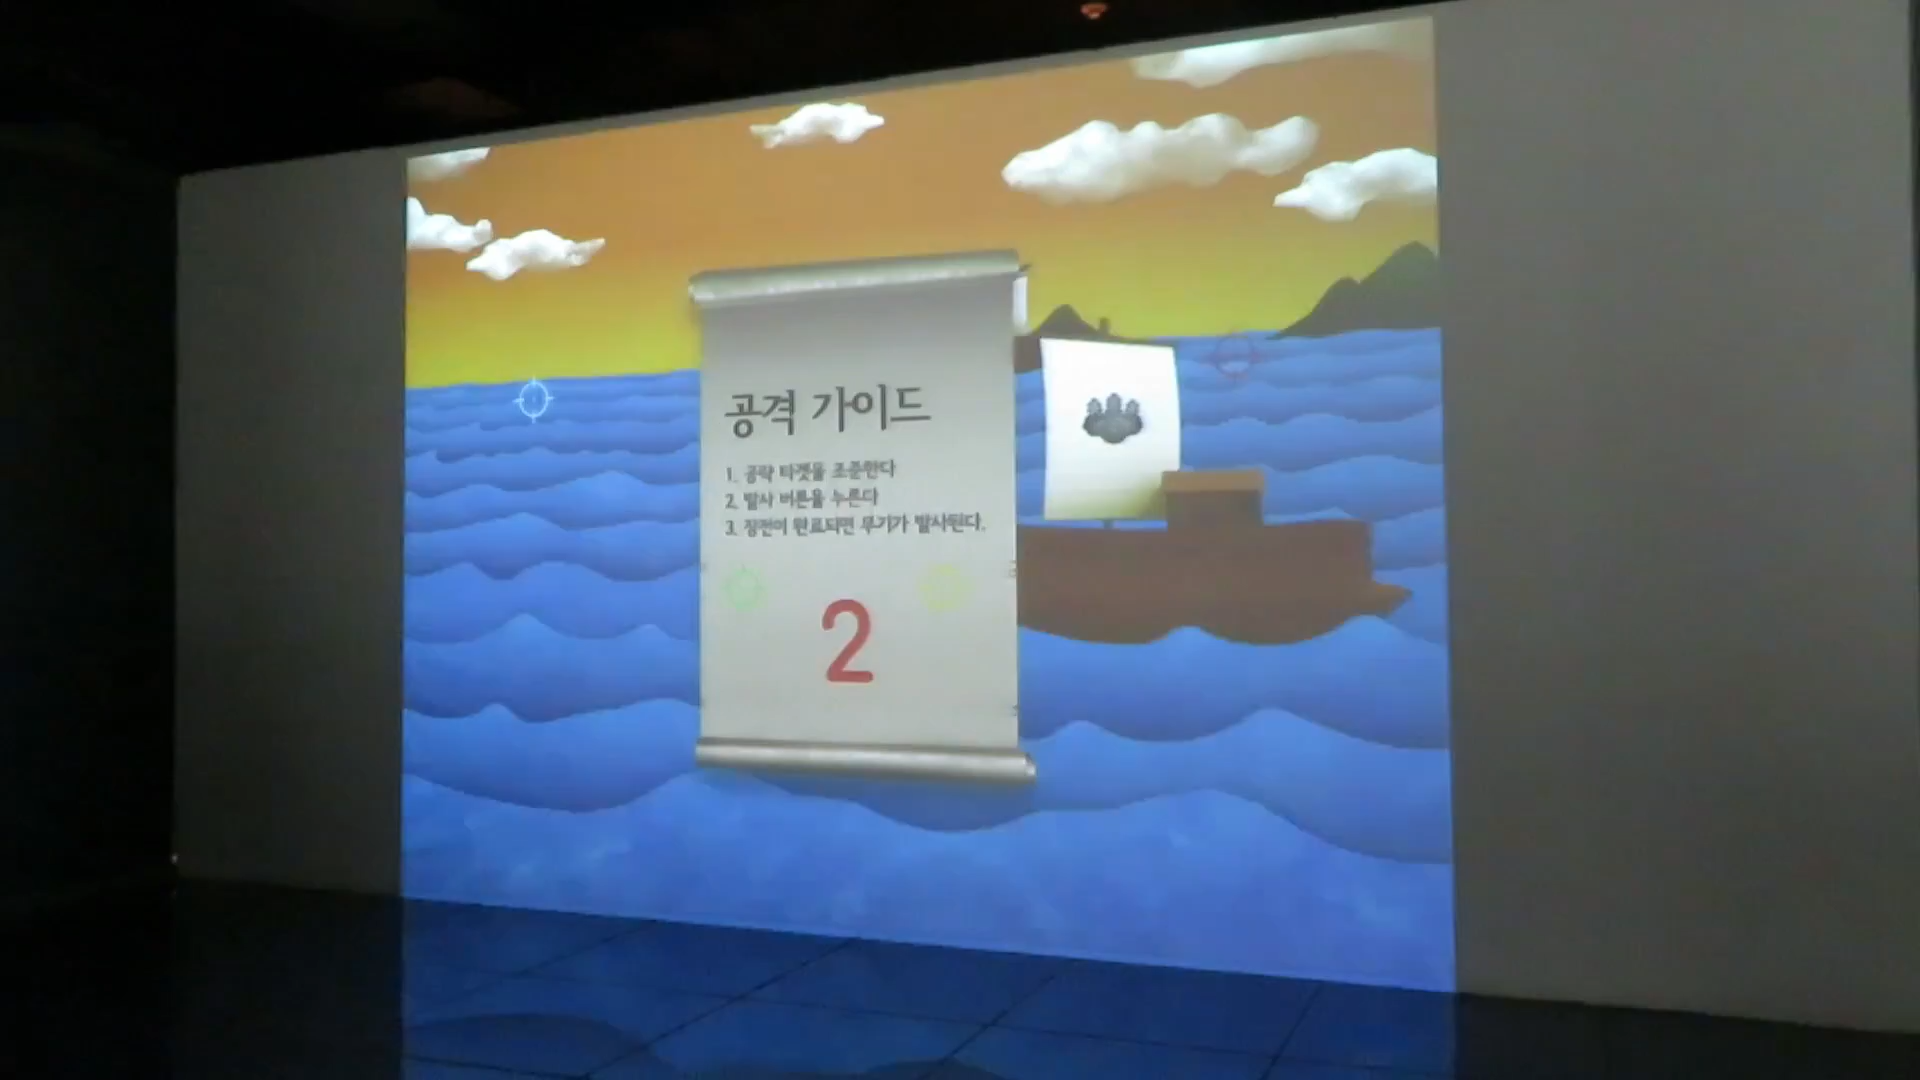 공격 가이드
1. 공략 타겟을 조준한다
2. 발사 버튼을 누른다
3. 장전이 완료되면 무기가 발사된다.
2